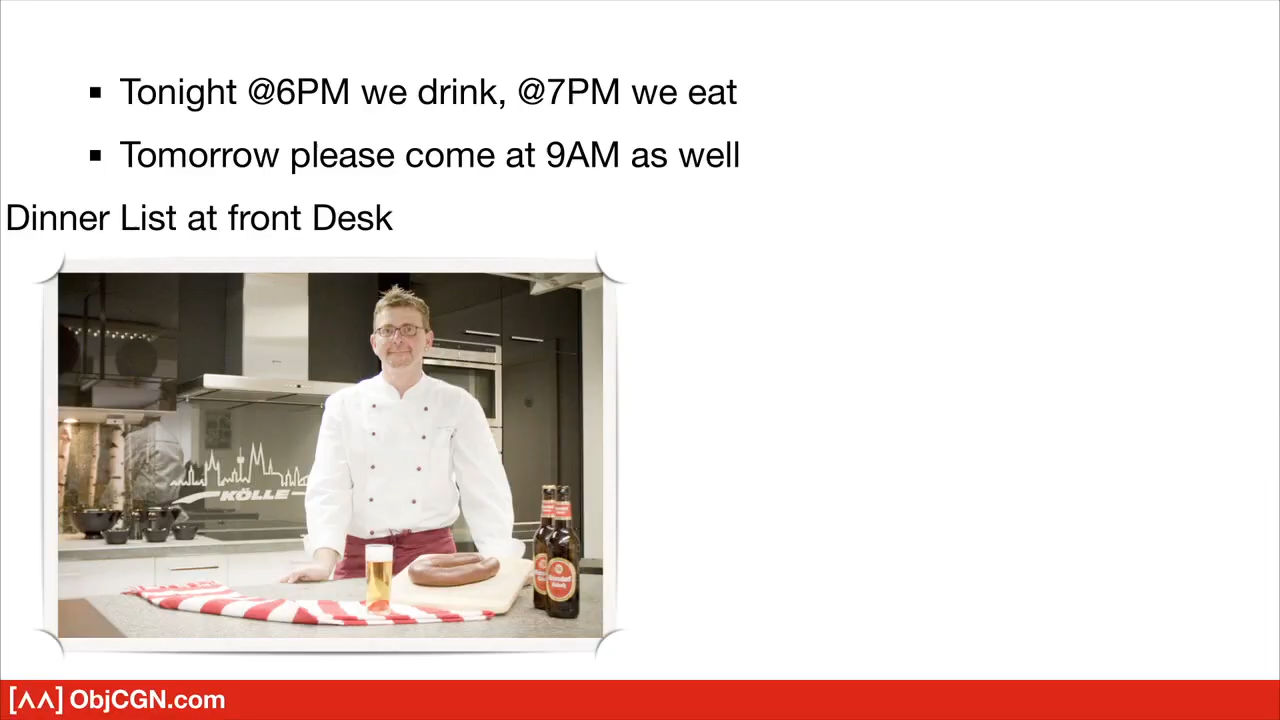 Tonight @6PM we drink, @7PM we eat
Tomorrow please come at 9AM as well
Dinner List at front Desk
KÖLLE
[ʌʌ] ObjCGN.com